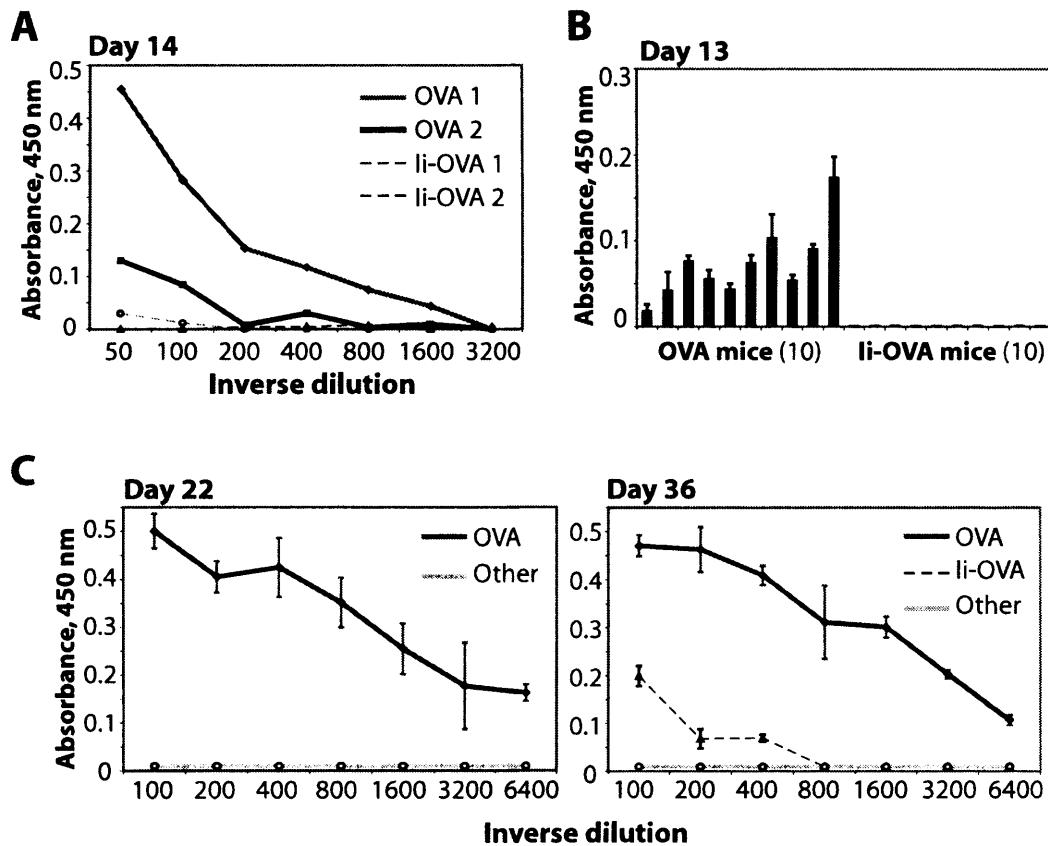 A
Day 14
0.5
0.4
0.3
0.2
0.1
0
Absorbance, 450 nm
OVA 1
OVA 2
li-OVA 1
li-OVA 2
50 100 200 400 800 1600 3200
Inverse dilution
B
Day 13
0.3
0.2
0.1
0
Absorbance, 450 nm
OVA mice (10) li-OVA mice (10)
C
Day 22
0.5
0.4
0.3
0.2
0.1
0
Absorbance, 450 nm
OVA
Other
100 200 400 800 1600 3200 6400
Day 36
0.5
0.4
0.3
0.2
0.1
0
OVA
li-OVA
Other
100 200 400 800 1600 3200 6400
Inverse dilution